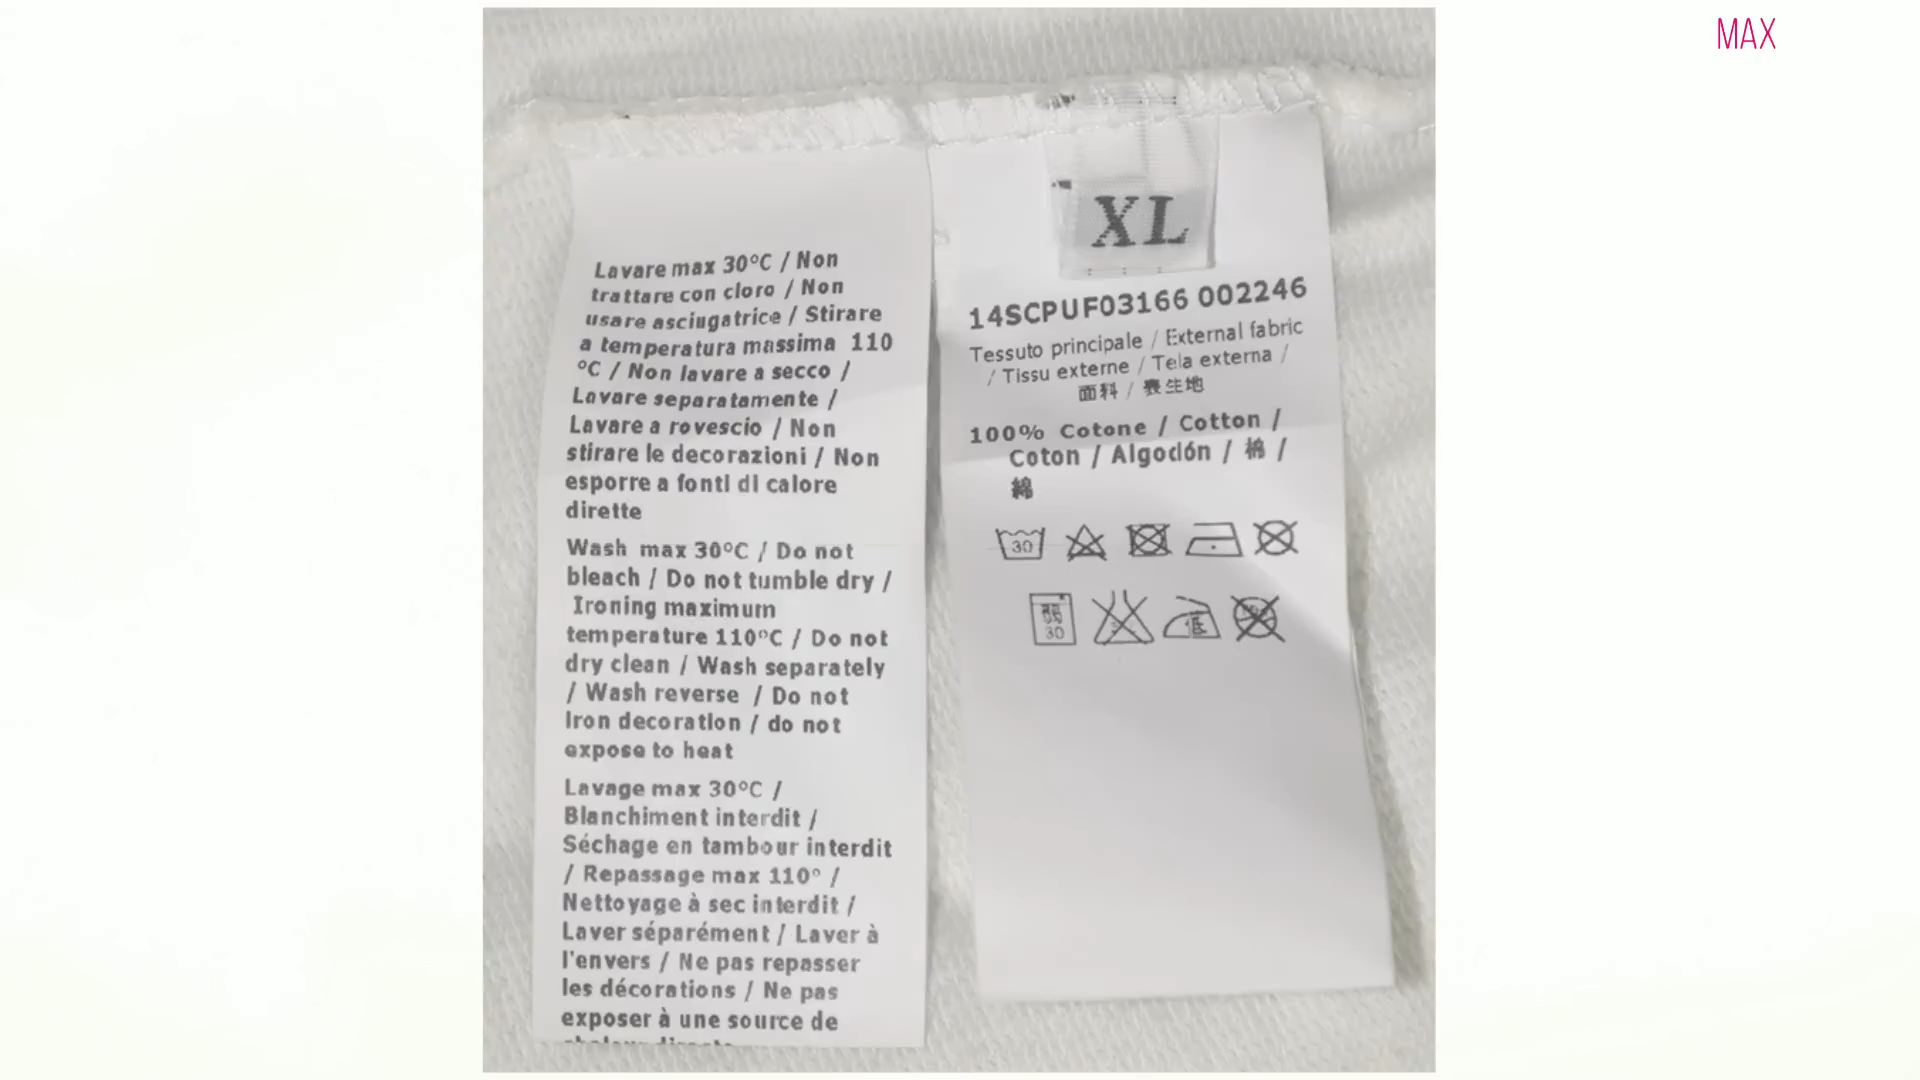 MAX
Lavare max 30°C / Non
trattare con cloro / Non
usare asciugatrice / Stirare
a temperatura massima 110
°C / Non lavare a secco /
Lavare separatamente /
Lavare a rovescio / Non
stirare le decorazioni / Non
esporre a fonti di calore
dirette
Wash max 30°C / Do not
bleach / Do not tumble dry /
Ironing maximum
temperature 110°C / Do not
dry clean / Wash separately
/ Wash reverse / Do not
Iron decoration / do not
expose to heat
Lavage max 30°C /
Blanchiment interdit /
Séchage en tambour interdit
/ Repassage max 110° /
Nettoyage à sec interdit /
Laver séparément / Laver à
l'envers / Ne pas repasser
les décorations / Ne pas
exposer à une source de
XL
14SCPUF03166 002246
Tessuto principale / External fabric
/ Tissu externe / Tela externa /
面料 / 表生地
100% Cotone / Cotton /
Coton / Algodón / 棉 /
綿
30
30
低